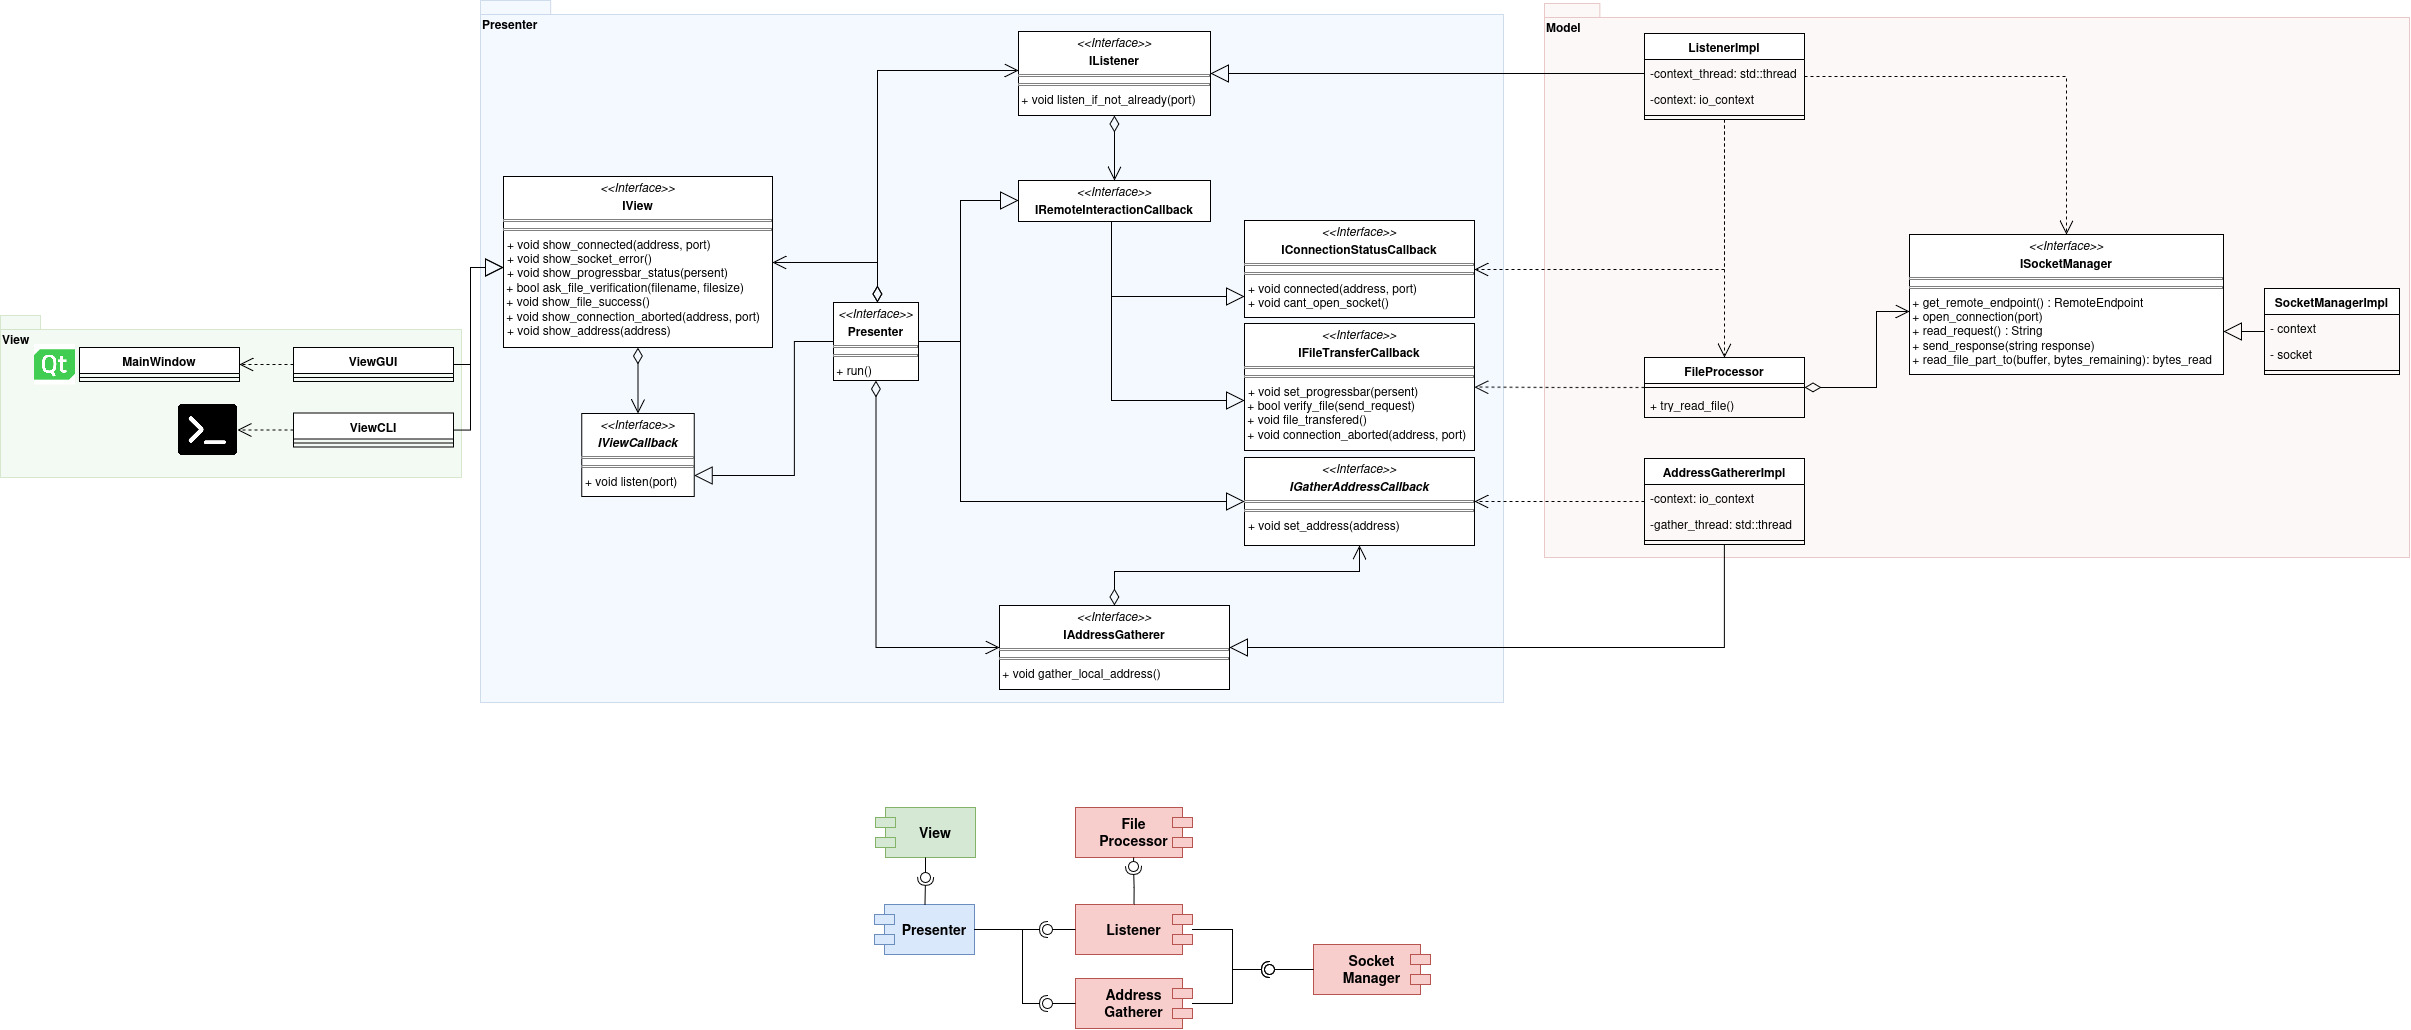 Presenter
<<Interface>>
IListener
+ void listen_if_not_already(port)
<<Interface>>
IRemoteInteractionCallback
<<Interface>>
IView
+ void show_connected(address, port)
+ void show_socket_error()
+ void show_progressbar_status(persent)
+ bool ask_file_verification(filename, filesize)
+ void show_file_success()
+ void show_connection_aborted(address, port)
+ void show_address(address)
<<Interface>>
IConnectionStatusCallback
+ void connected(address, port)
+ void cant_open_socket()
<<Interface>>
Presenter
+ run()
<<Interface>>
IFileTransferCallback
+ void set_progressbar(persent)
+ bool verify_file(send_request)
+ void file_transfered()
+ void connection_aborted(address, port)
<<Interface>>
IViewCallback
+ void listen(port)
<<Interface>>
IGatherAddressCallback
+ void set_address(address)
<<Interface>>
IAddressGatherer
+ void gather_local_address()
View
Qt
MainWindow
ViewGUI
>_
ViewCLI
Model
ListenerImpl
-context_thread: std::thread
-context: io_context
<<Interface>>
ISocketManager
+ get_remote_endpoint() : RemoteEndpoint
+ open_connection(port)
+ read_request() : String
+ send_response(string response)
+ read_file_part_to(buffer, bytes_remaining): bytes_read
SocketManagerImpl
- context
- socket
FileProcessor
+ try_read_file()
AddressGathererImpl
-context: io_context
-gather_thread: std::thread
View
File
Processor
Presenter
Listener
Socket
Manager
Address
Gatherer